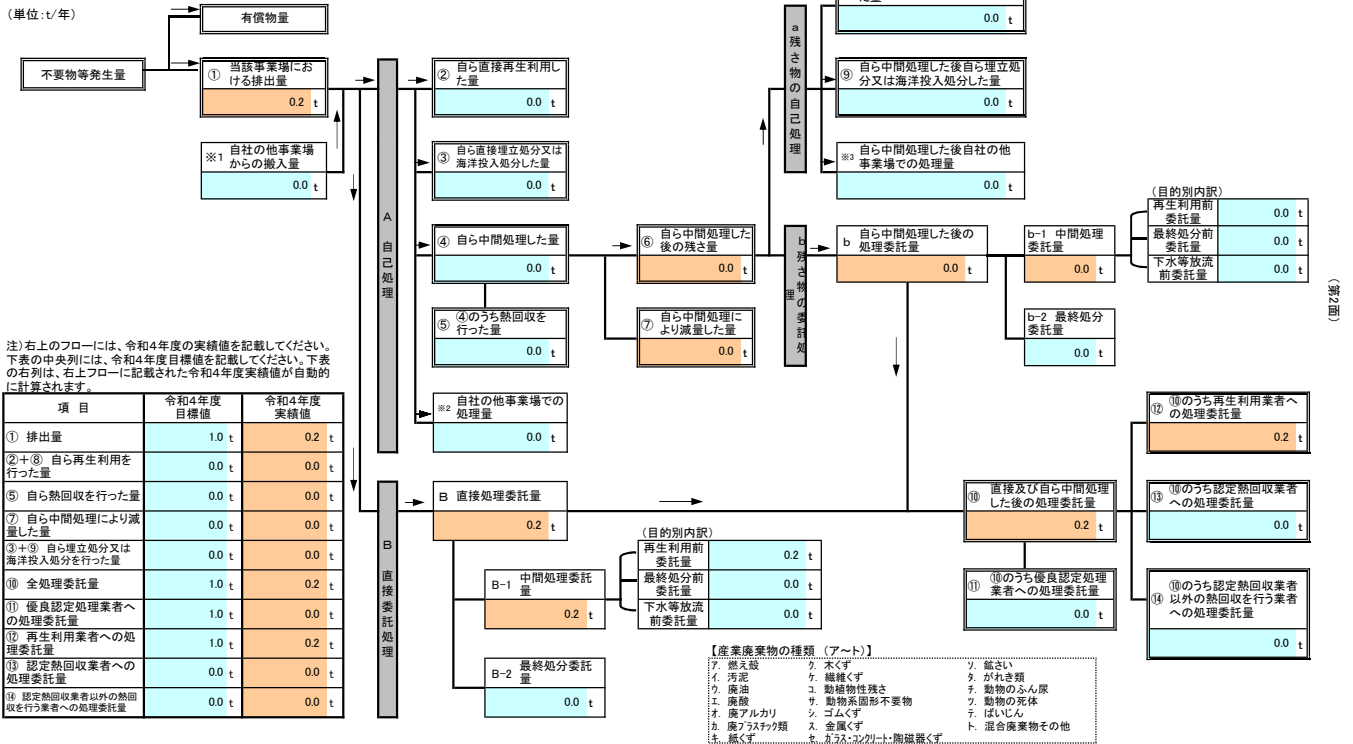 (単位:t/年)
有償物量
不要物等発生量
① 当該事業場にお
ける排出量
0.2 t
※1 自社の他事業場
からの搬入量
0.0 t
A 自己処理
② 自ら直接再生利用し
た量
0.0 t
③ 自ら直接埋立処分又は
海洋投入処分した量
0.0 t
④ 自ら中間処理した量
0.0 t
⑤ ④のうち熱回収を
行った量
0.0 t
※2 自社の他事業場での
処理量
0.0 t
⑥ 自ら中間処理した
後の残さ量
0.0 t
⑦ 自ら中間処理に
より減量した量
0.0 t
a 残さ物の自己処理
0.0 t
⑨ 自ら中間処理した後自ら埋立処
分又は海洋投入処分した量
0.0 t
※3 自ら中間処理した後自社の他
事業場での処理量
0.0 t
b 残さ物の委託処理
b 自ら中間処理した後の
処理委託量
0.0 t
b-1 中間処理
委託量
0.0 t
b-2 最終処分
委託量
0.0 t
(目的別内訳)
再生利用前
委託量 0.0 t
最終処分前
委託量 0.0 t
下水等放流
前委託量 0.0 t
(第2面)
注)右上のフローには、令和4年度の実績値を記載してください。
下表の中央列には、令和4年度目標値を記載してください。下表
の右列は、右上フローに記載された令和4年度実績値が自動的
に計算されます。
項 目 令和4年度
目標値 令和4年度
実績値
① 排出量 1.0 t 0.2 t
②+⑧ 自ら再生利用を
行った量 0.0 t 0.0 t
⑤ 自ら熱回収を行った量 0.0 t 0.0 t
⑦ 自ら中間処理により減
量した量 0.0 t 0.0 t
③+⑨ 自ら埋立処分又は
海洋投入処分を行った量 0.0 t 0.0 t
⑩ 全処理委託量 1.0 t 0.2 t
⑪ 優良認定処理業者へ
の処理委託量 1.0 t 0.0 t
⑫ 再生利用業者への処
理委託量 1.0 t 0.2 t
⑬ 認定熱回収業者への
処理委託量 0.0 t 0.0 t
⑭ 認定熱回収業者以外の熱回
収を行う業者への処理委託量 0.0 t 0.0 t
B 直接委託処理
B 直接処理委託量
0.2 t
B-1 中間処理委託
量
0.2 t
B-2 最終処分委託
量
0.0 t
(目的別内訳)
再生利用前
委託量 0.2 t
最終処分前
委託量 0.0 t
下水等放流
前委託量 0.0 t
⑩ 直接及び自ら中間処理
した後の処理委託量
0.2 t
⑪ ⑩のうち優良認定処理
業者への処理委託量
0.0 t
⑫ ⑩のうち再生利用業者へ
の処理委託量
0.2 t
⑬ ⑩のうち認定熱回収業者
への処理委託量
0.0 t
⑭ ⑩のうち認定熱回収業者
以外の熱回収を行う業者
への処理委託量
0.0 t
【産業廃棄物の種類 (ア~ト)】
ア. 燃え殻 ク. 木くず ソ. 鉱さい
イ. 汚泥 ケ. 繊維くず タ. がれき類
ウ. 廃油 コ. 動植物性残さ チ. 動物のふん尿
エ. 廃酸 サ. 動物系固形不要物 ツ. 動物の死体
オ. 廃アルカリ シ. ゴムくず テ. ばいじん
カ. 廃プラスチック類 ス. 金属くず ト. 混合廃棄物その他
キ. 紙くず セ. ガラス・コンクリート・陶磁器くず